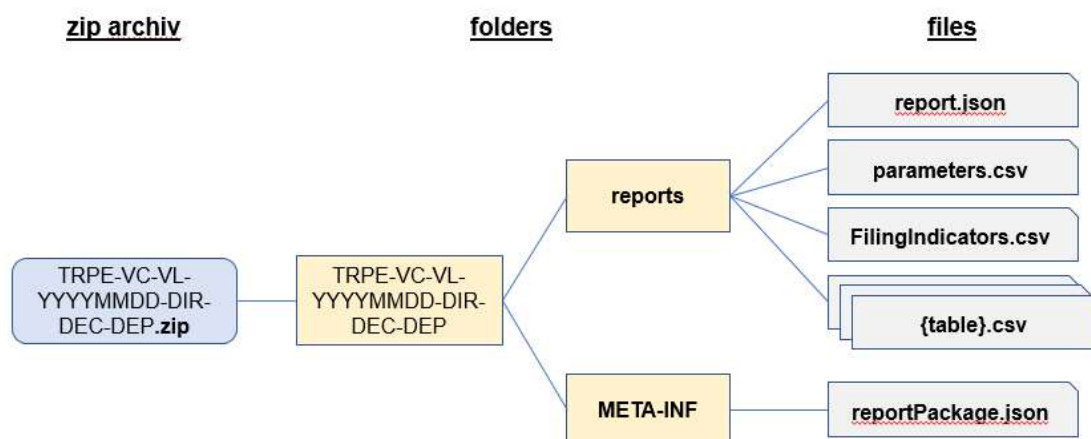 zip archiv
folders
files
report.json
parameters.csv
reports
FilingIndicators.csv
TRPE-VC-VL-
YYYYMMDD-DIR-
DEC-DEP.zip
TRPE-VC-VL-
YYYYMMDD-DIR-
DEC-DEP
{table}.csv
META-INF
reportPackage.json